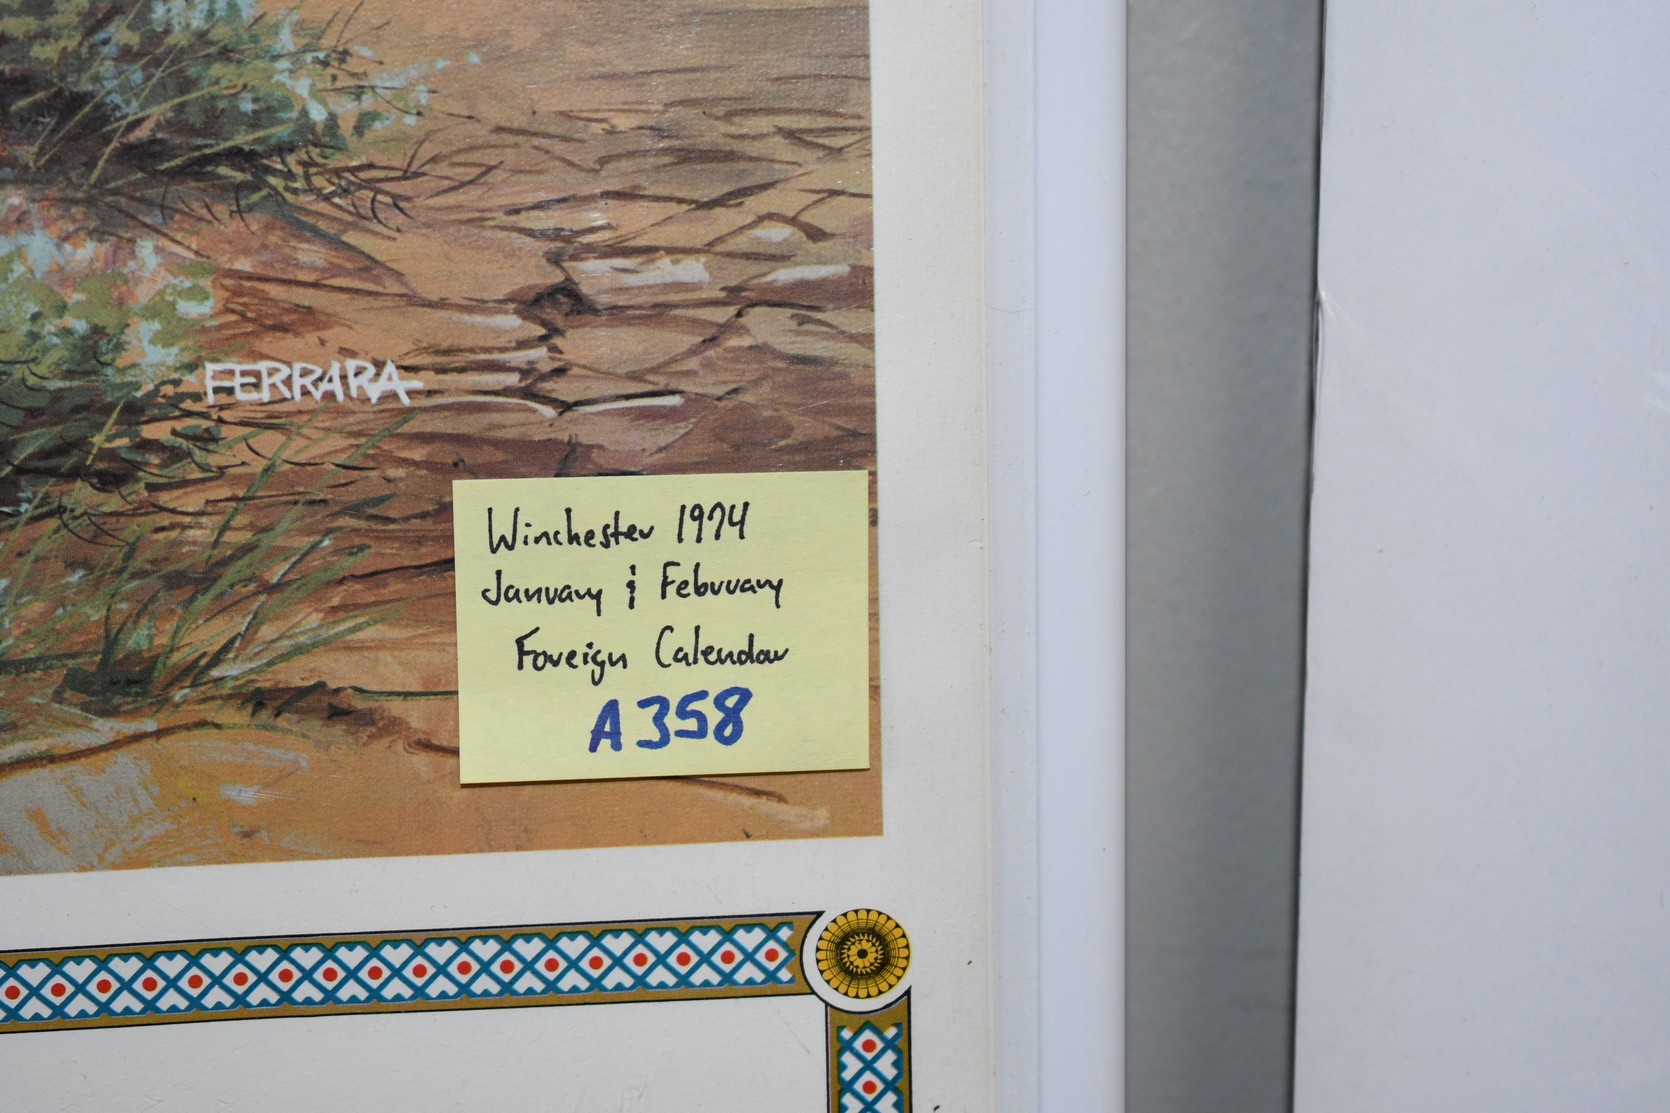 FERRARA
Winchester 1974
January & February
Foreign Calendar
A358